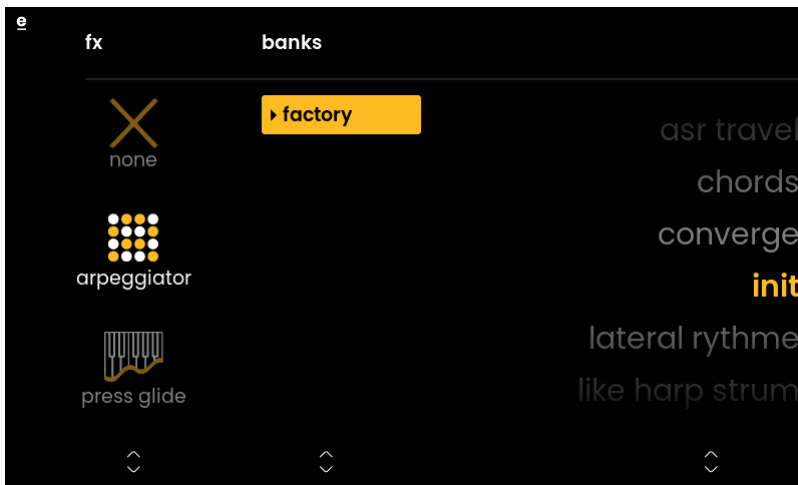 e
fx
banks
none
arpeggiator
press glide
factory
asr travel
chords
converge
init
lateral rythme
like harp strum